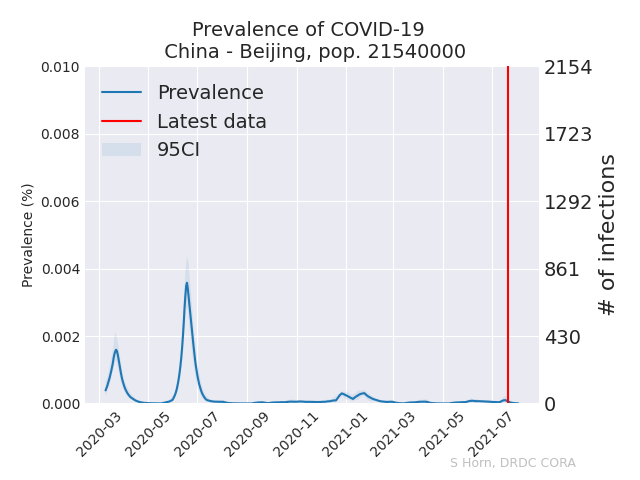 Prevalence of COVID-19
China - Beijing, pop. 21540000
0.010
0.008
0.006
0.004
0.002
0.000
Prevalence (%)
Prevalence
Latest data
95CI
2154
1723
1292
861
430
0
# of infections
2020-03
2020-05
2020-07
2020-09
2020-11
2021-01
2021-03
2021-05
2021-07
S Horn, DRDC CORA